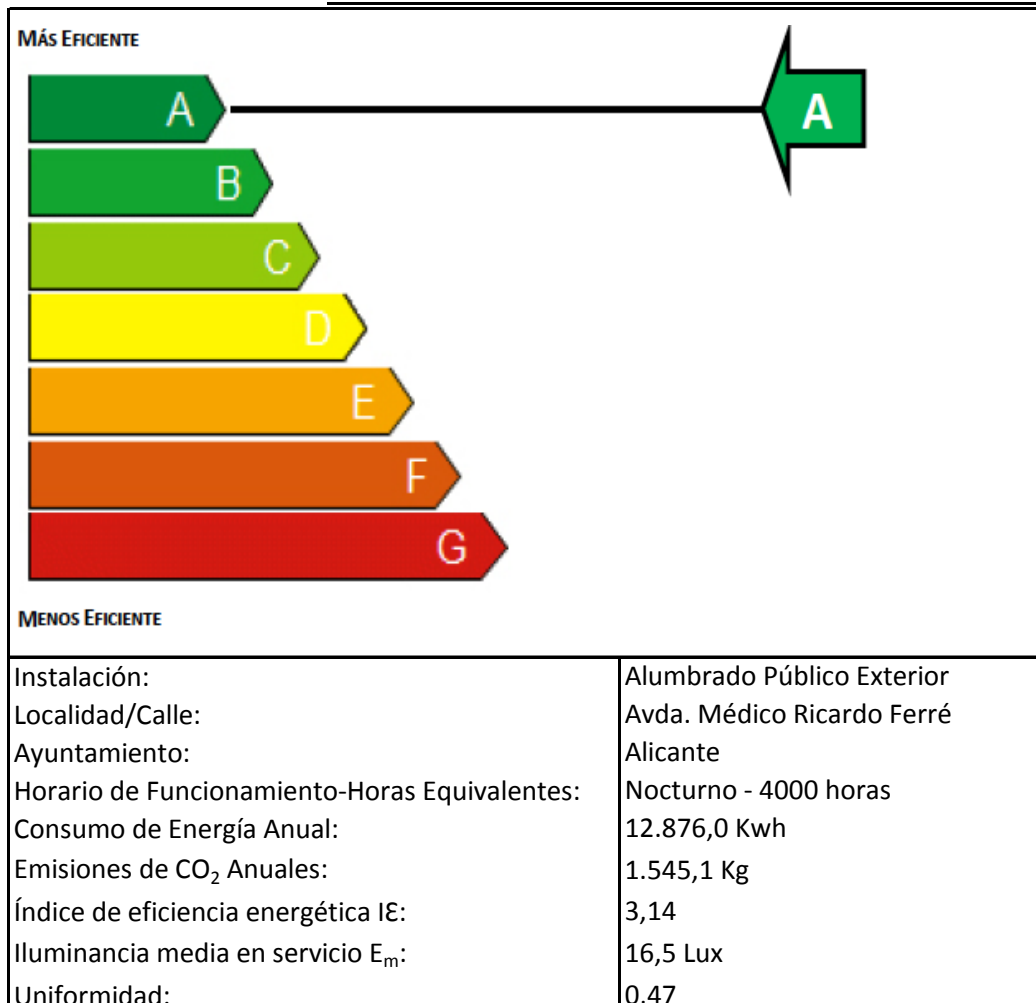 MÁS EFICIENTE
A A
B
C
D
E
F
G
MENOS EFICIENTE
Instalación: Alumbrado Público Exterior
Localidad/Calle: Avda. Médico Ricardo Ferré
Ayuntamiento: Alicante
Horario de Funcionamiento-Horas Equivalentes: Nocturno - 4000 horas
Consumo de Energía Anual: 12.876,0 Kwh
Emisiones de CO₂ Anuales: 1.545,1 Kg
Índice de eficiencia energética IƐ: 3,14
Iluminancia media en servicio Eₘ: 16,5 Lux
Uniformidad: 0,47